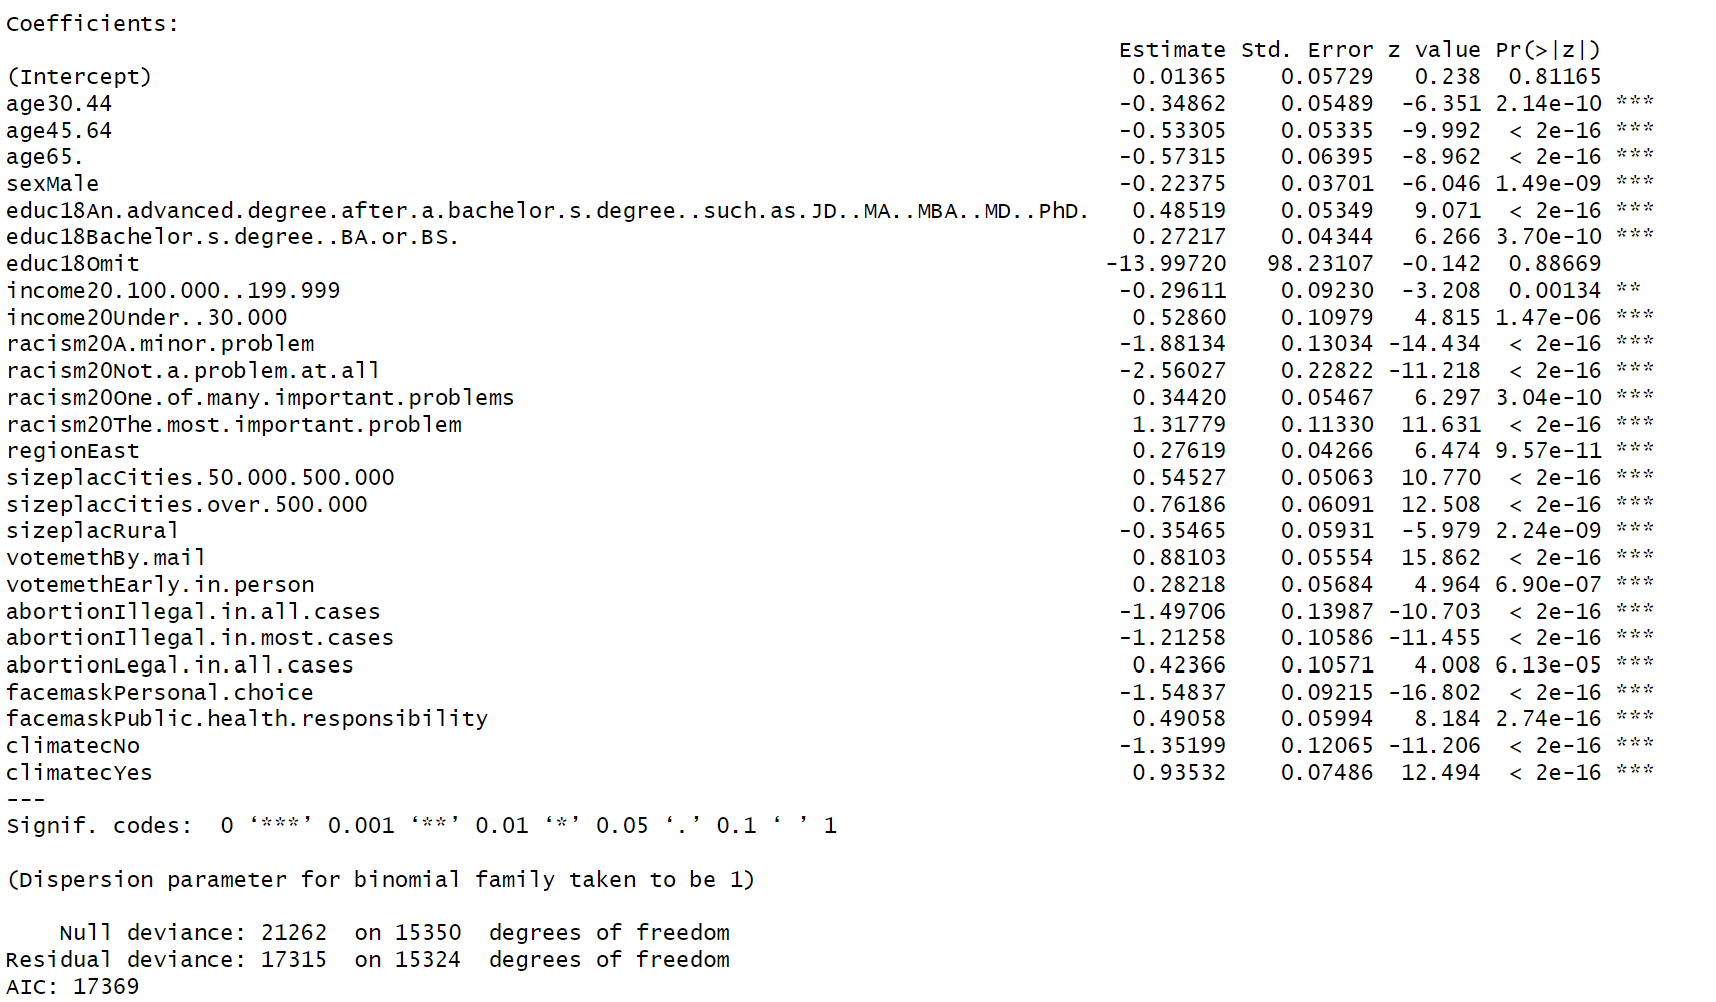 Coefficients:
Estimate Std. Error z value Pr(>|z|)
(Intercept) 0.01365 0.05729 0.238 0.81165
age30.44 -0.34862 0.05489 -6.351 2.14e-10 ***
age45.64 -0.53305 0.05335 -9.992 < 2e-16 ***
age65. -0.57315 0.06395 -8.962 < 2e-16 ***
sexMale -0.22375 0.03701 -6.046 1.49e-09 ***
educ18An.advanced.degree.after.a.bachelor.s.degree..such.as.JD..MA..MBA..MD..PhD. 0.48519 0.05349 9.071 < 2e-16 ***
educ18Bachelor.s.degree..BA.or.BS. 0.27217 0.04344 6.266 3.70e-10 ***
educ18Omit -13.99720 98.23107 -0.142 0.88669
income20.100.000..199.999 -0.29611 0.09230 -3.208 0.00134 **
income20Under..30.000 0.52860 0.10979 4.815 1.47e-06 ***
racism20A.minor.problem -1.88134 0.13034 -14.434 < 2e-16 ***
racism20Not.a.problem.at.all -2.56027 0.22822 -11.218 < 2e-16 ***
racism20One.of.many.important.problems 0.34420 0.05467 6.297 3.04e-10 ***
racism20The.most.important.problem 1.31779 0.11330 11.631 < 2e-16 ***
regionEast 0.27619 0.04266 6.474 9.57e-11 ***
sizeplacCities.50.000.500.000 0.54527 0.05063 10.770 < 2e-16 ***
sizeplacCities.over.500.000 0.76186 0.06091 12.508 < 2e-16 ***
sizeplacRural -0.35465 0.05931 -5.979 2.24e-09 ***
votemethBy.mail 0.88103 0.05554 15.862 < 2e-16 ***
votemethEarly.in.person 0.28218 0.05684 4.964 6.90e-07 ***
abortionIllegal.in.all.cases -1.49706 0.13987 -10.703 < 2e-16 ***
abortionIllegal.in.most.cases -1.21258 0.10586 -11.455 < 2e-16 ***
abortionLegal.in.all.cases 0.42366 0.10571 4.008 6.13e-05 ***
facemaskPersonal.choice -1.54837 0.09215 -16.802 < 2e-16 ***
facemaskPublic.health.responsibility 0.49058 0.05994 8.184 2.74e-16 ***
climatecNo -1.35199 0.12065 -11.206 < 2e-16 ***
climatecYes 0.93532 0.07486 12.494 < 2e-16 ***
---
Signif. codes:  0 ‘***’ 0.001 ‘**’ 0.01 ‘*’ 0.05 ‘.’ 0.1 ‘ ’ 1
(Dispersion parameter for binomial family taken to be 1)
Null deviance: 21262  on 15350  degrees of freedom
Residual deviance: 17315  on 15324  degrees of freedom
AIC: 17369